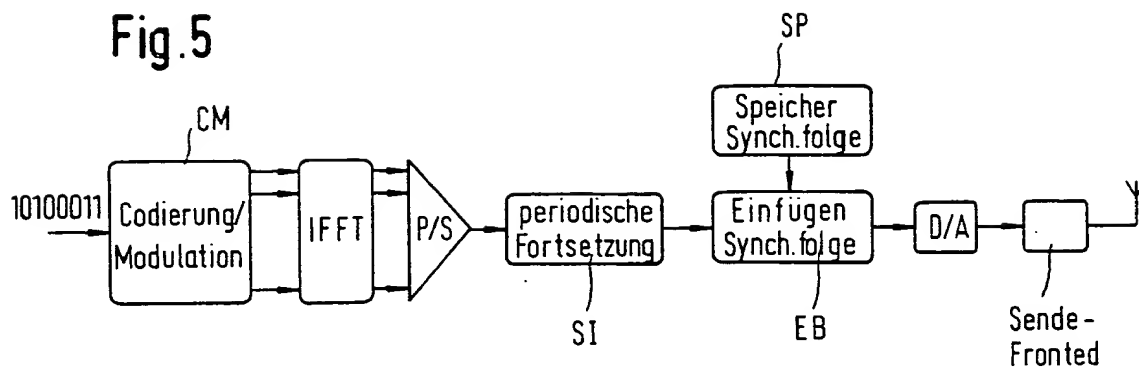 Fig.5
SP
Speicher
Synch.folge
CM
10100011
Codierung/
Modulation
IFFT
P/S
periodische
Fortsetzung
Einfügen
Synch.folge
D/A
SI
EB
Sende-
Fronted